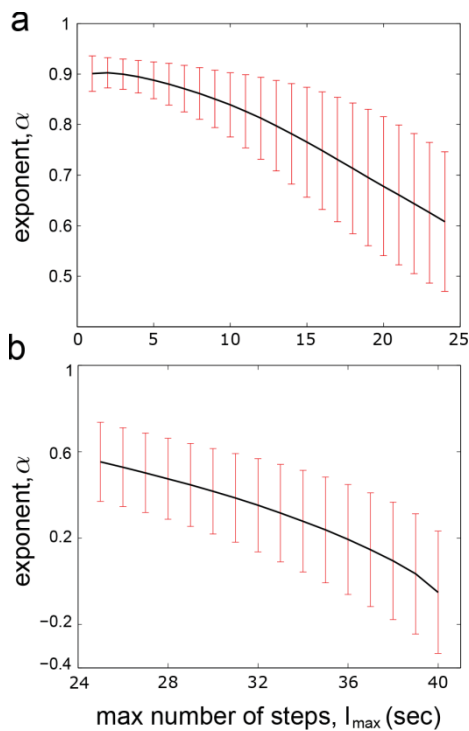 a
1
0.9
0.8
0.7
0.6
0.5
exponent, α
0 5 10 15 20 25
b
1
0.6
0.2
−0.2
−0.4
exponent, α
24 28 32 36 40
max number of steps, Imax (sec)